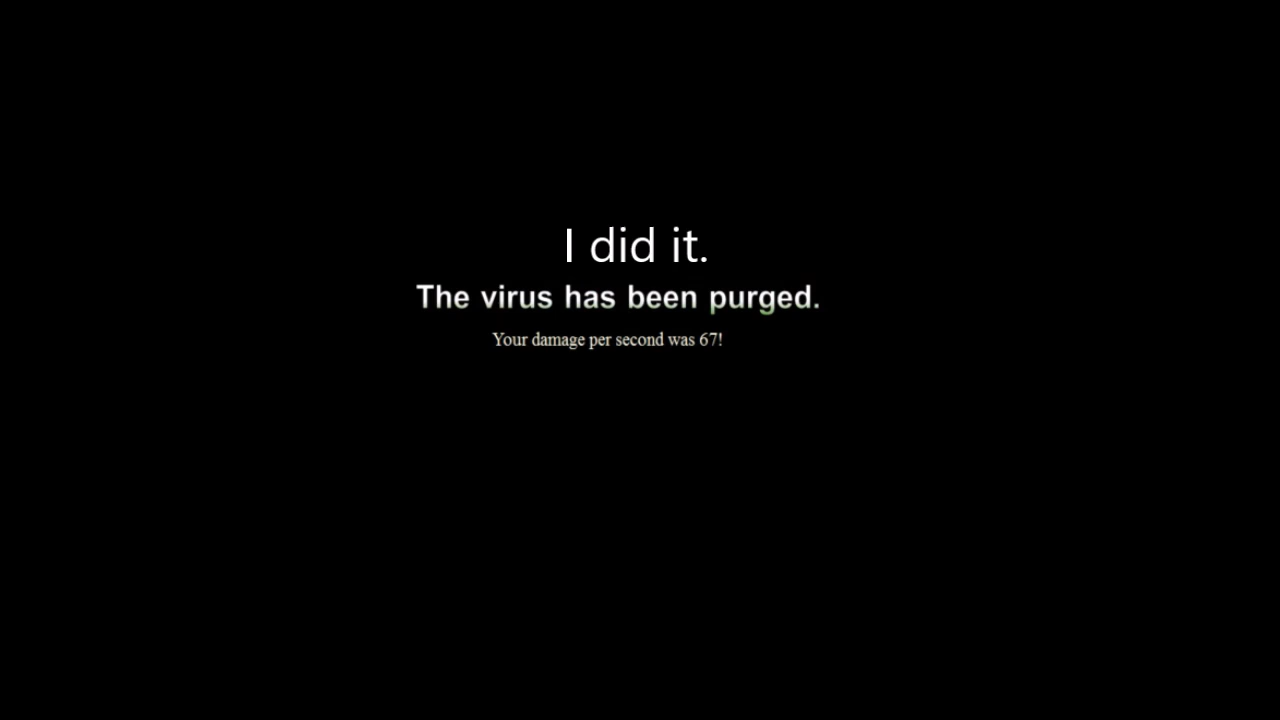 I did it.
The virus has been purged.
Your damage per second was 67!